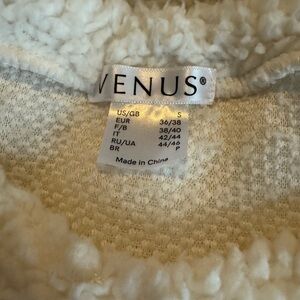 VENUS®
US/GB S
EUR 36/38
F/B 38/40
IT 42/44
RU/UA 44/46
BR P
Made in China